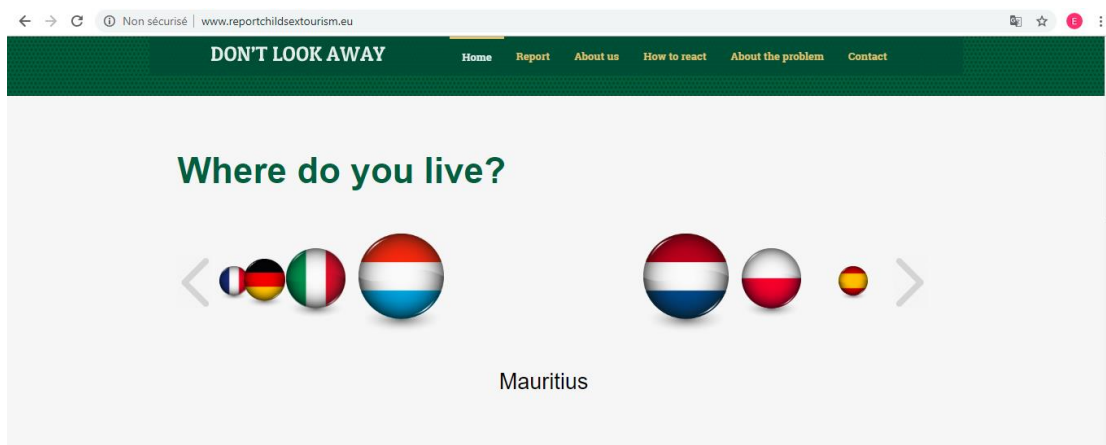 Non sécurisé | www.reportchildsextourism.eu
E
DON'T LOOK AWAY
Home Report About us How to react About the problem Contact
Where do you live?
Mauritius